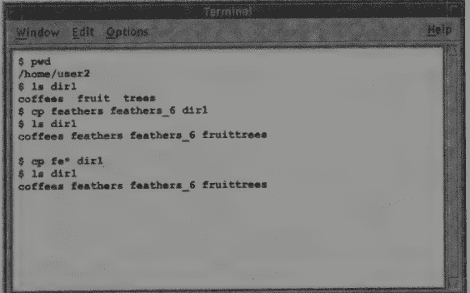 Terminal
Window Edit Options Help
$ pwd
/home/user2
$ ls dir1
coffees fruit trees
$ cp feathers feathers_6 dir1
$ ls dir1
coffees feathers feathers_6 fruittrees
$ cp fe* dir1
$ ls dir1
coffees feathers feathers_6 fruittrees